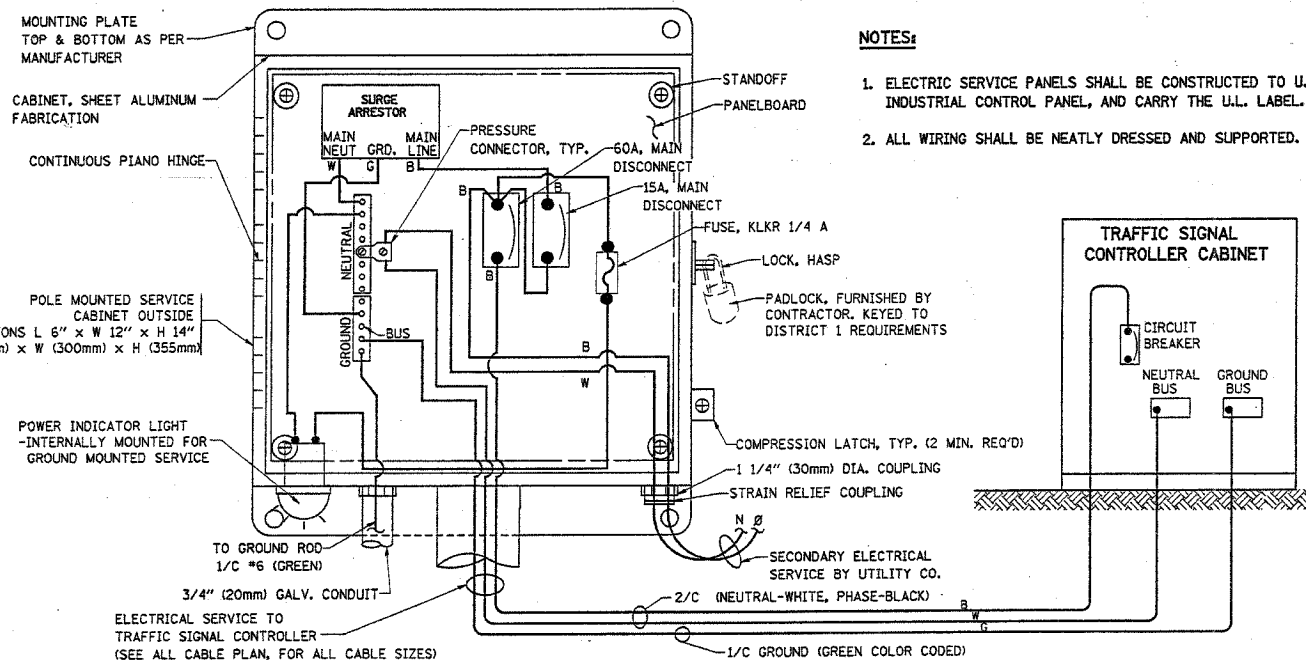 MOUNTING PLATE
TOP & BOTTOM AS PER
MANUFACTURER
CABINET, SHEET ALUMINUM
FABRICATION
CONTINUOUS PIANO HINGE
POLE MOUNTED SERVICE
CABINET OUTSIDE
ONS L 6" x W 12" x H 14"
m) x W (300mm) x H (355mm)
POWER INDICATOR LIGHT
-INTERNALLY MOUNTED FOR
GROUND MOUNTED SERVICE
SURGE
ARRESTOR
MAIN
NEUT
GRD.
MAIN
LINE
W
G
B
NEUTRAL
GROUND
BUS
PRESSURE
CONNECTOR, TYP.
STANDOFF
PANELBOARD
60A, MAIN
DISCONNECT
15A, MAIN
DISCONNECT
B
B
B
FUSE, KLKR 1/4 A
LOCK, HASP
PADLOCK, FURNISHED BY
CONTRACTOR. KEYED TO
DISTRICT 1 REQUIREMENTS
B
W
COMPRESSION LATCH, TYP. (2 MIN. REQ'D)
1 1/4" (30mm) DIA. COUPLING
STRAIN RELIEF COUPLING
N Ø
SECONDARY ELECTRICAL
SERVICE BY UTILITY CO.
TO GROUND ROD
1/C #6 (GREEN)
3/4" (20mm) GALV. CONDUIT
ELECTRICAL SERVICE TO
TRAFFIC SIGNAL CONTROLLER
(SEE ALL CABLE PLAN, FOR ALL CABLE SIZES)
2/C (NEUTRAL-WHITE, PHASE-BLACK)
1/C GROUND (GREEN COLOR CODED)
B
W
G
NOTES:
1. ELECTRIC SERVICE PANELS SHALL BE CONSTRUCTED TO U.
INDUSTRIAL CONTROL PANEL, AND CARRY THE U.L. LABEL.
2. ALL WIRING SHALL BE NEATLY DRESSED AND SUPPORTED.
TRAFFIC SIGNAL
CONTROLLER CABINET
CIRCUIT
BREAKER
NEUTRAL
BUS
GROUND
BUS